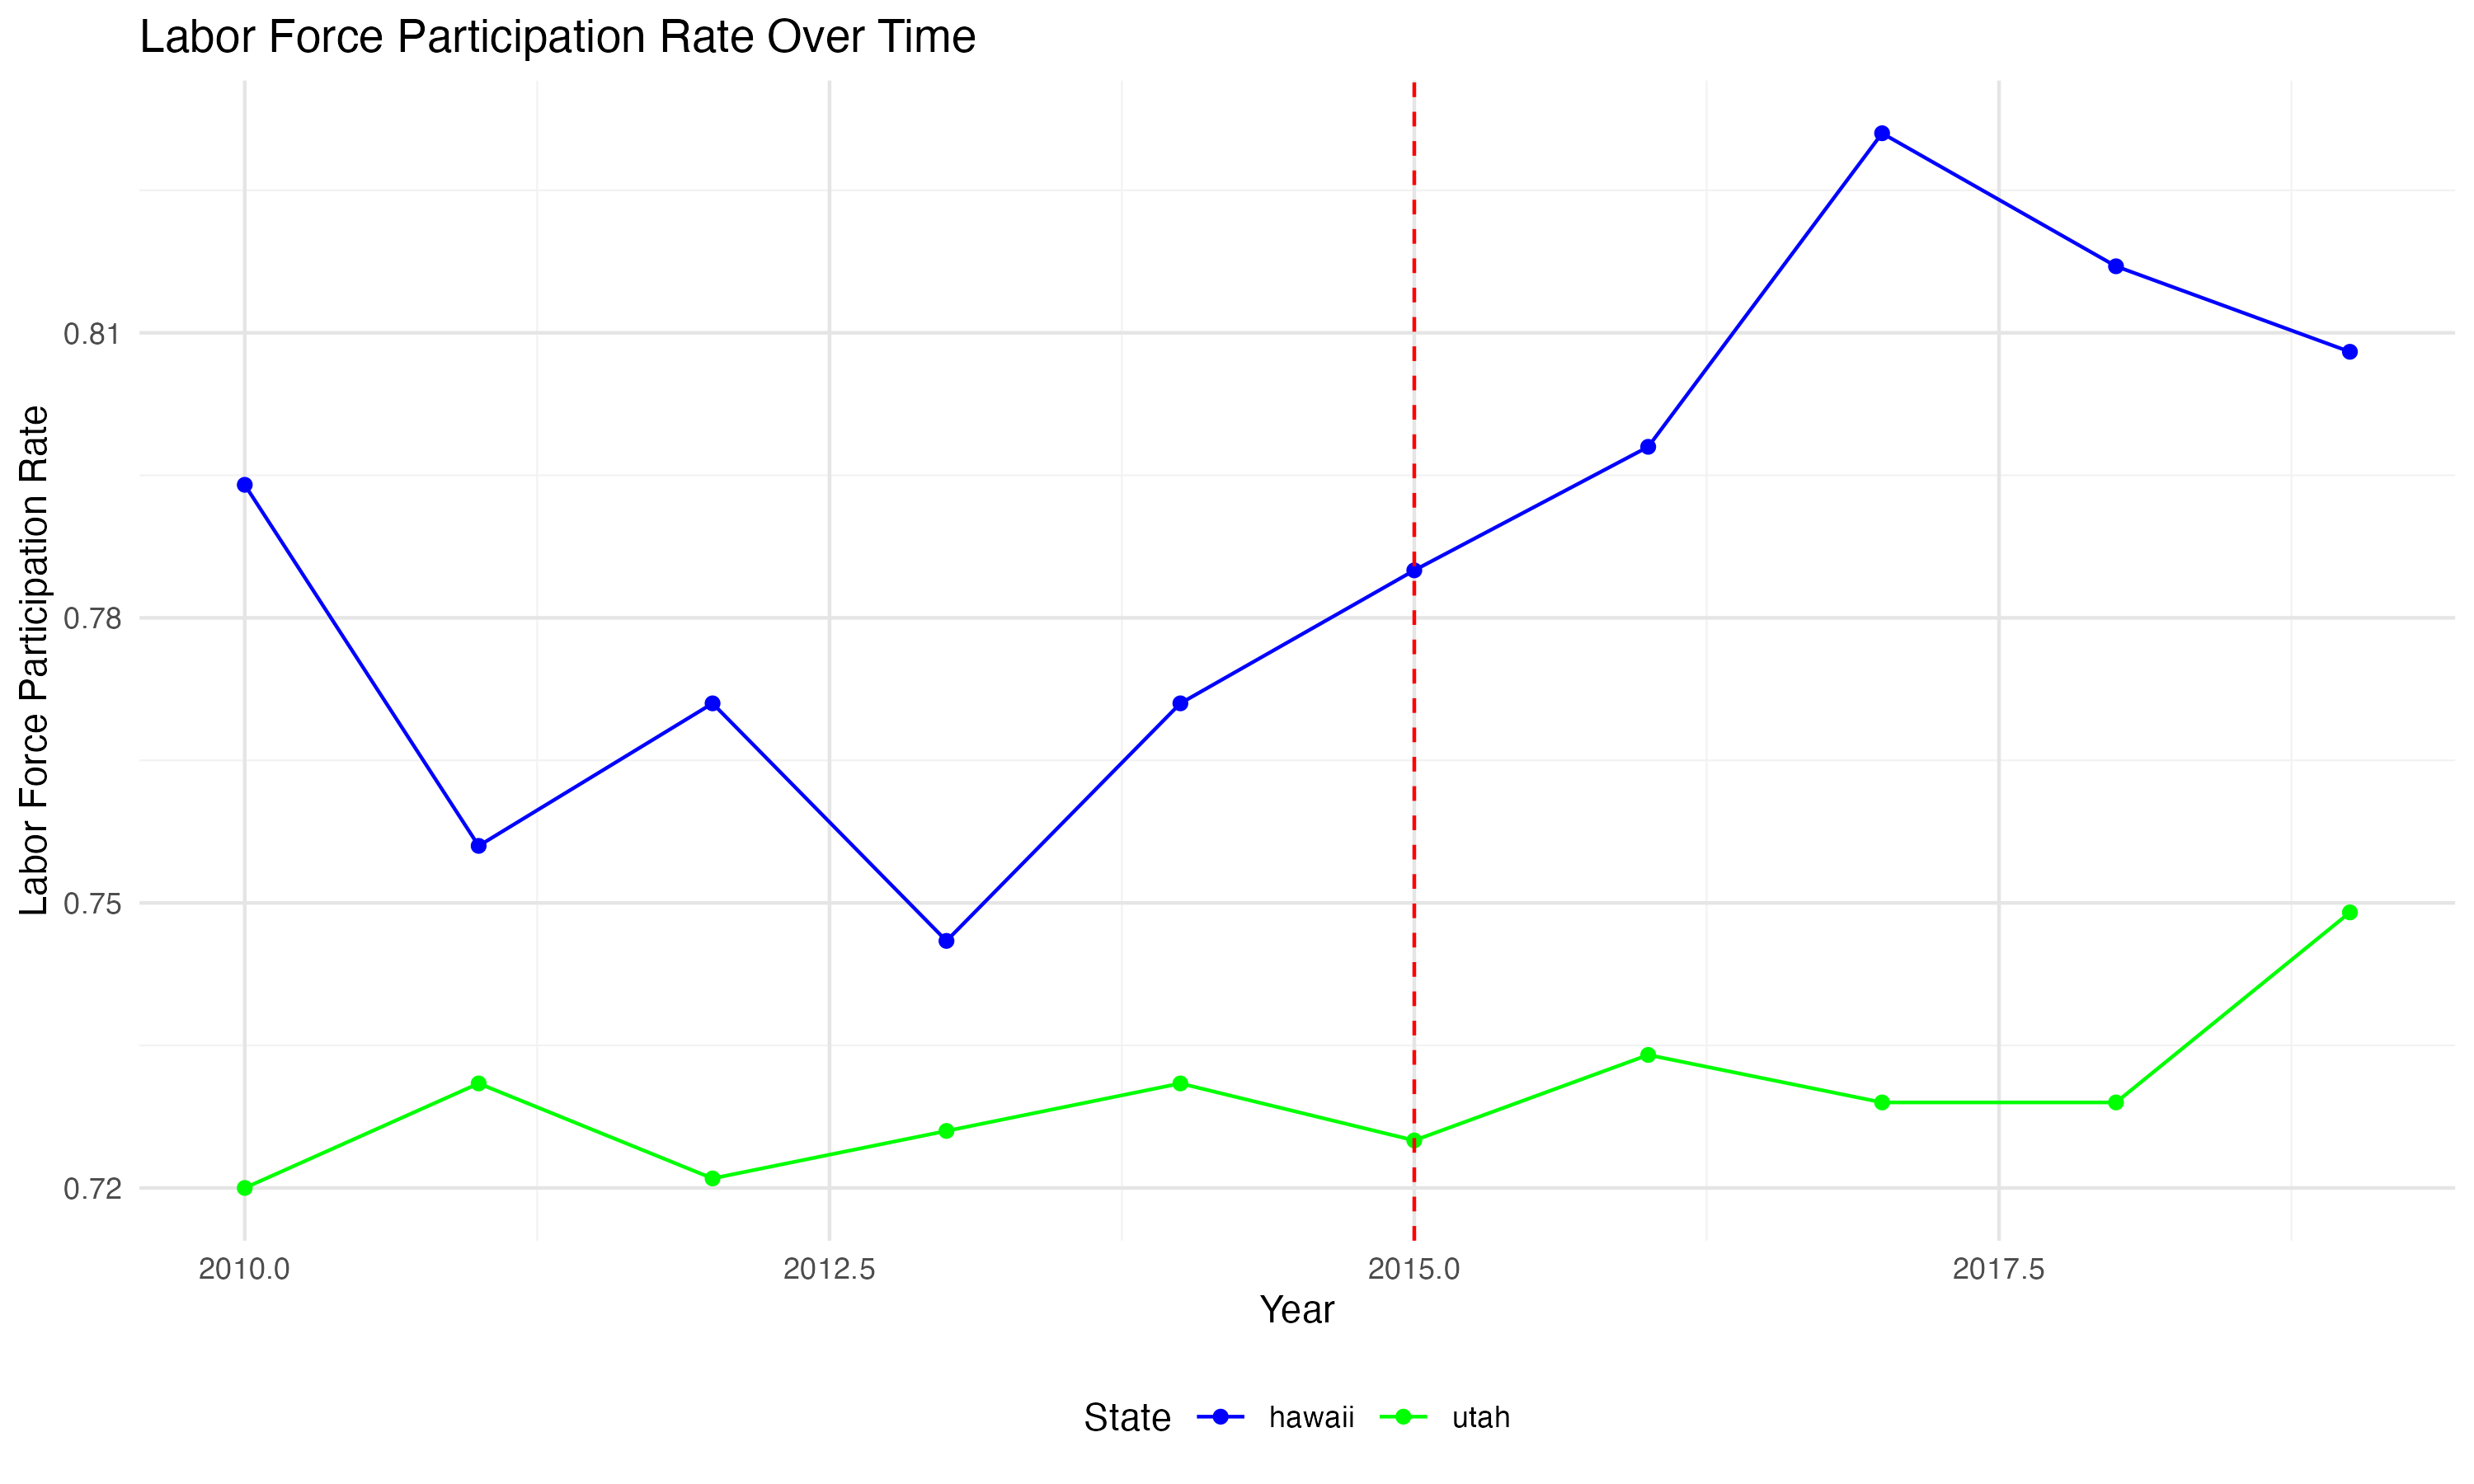 Labor Force Participation Rate Over Time
Labor Force Participation Rate
0.81
0.78
0.75
0.72
2010.0 2012.5 2015.0 2017.5
Year
State hawaii utah